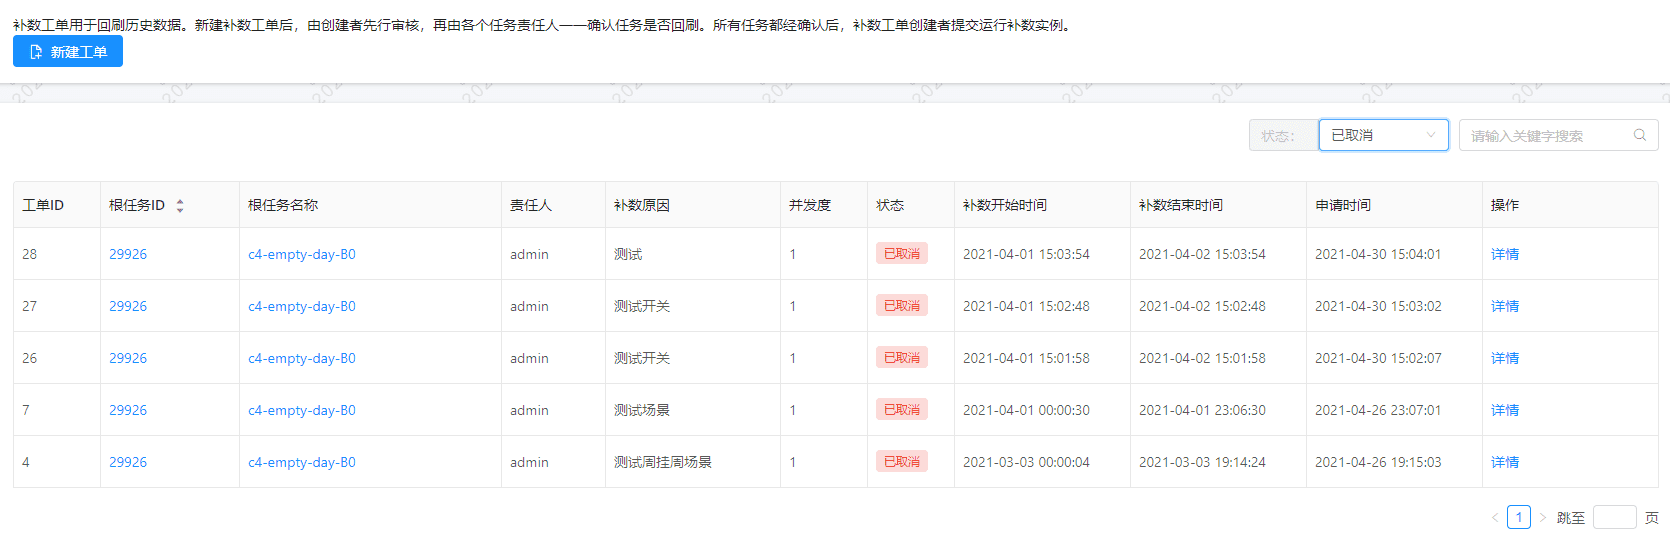 补数工单用于回刷历史数据。新建补数工单后，由创建者先行审核，再由各个任务责任人一一确认任务是否回刷。所有任务都经确认后，补数工单创建者提交运行补数实例。
新建工单
状态： 已取消 请输入关键字搜索
工单ID 根任务ID 根任务名称 责任人 补数原因 并发度 状态 补数开始时间 补数结束时间 申请时间 操作
28 29926 c4-empty-day-B0 admin 测试 1 已取消 2021-04-01 15:03:54 2021-04-02 15:03:54 2021-04-30 15:04:01 详情
27 29926 c4-empty-day-B0 admin 测试开关 1 已取消 2021-04-01 15:02:48 2021-04-02 15:02:48 2021-04-30 15:03:02 详情
26 29926 c4-empty-day-B0 admin 测试开关 1 已取消 2021-04-01 15:01:58 2021-04-02 15:01:58 2021-04-30 15:02:07 详情
7 29926 c4-empty-day-B0 admin 测试场景 1 已取消 2021-04-01 00:00:30 2021-04-01 23:06:30 2021-04-26 23:07:01 详情
4 29926 c4-empty-day-B0 admin 测试周挂周场景 1 已取消 2021-03-03 00:00:04 2021-03-03 19:14:24 2021-04-26 19:15:03 详情
1 跳至 页